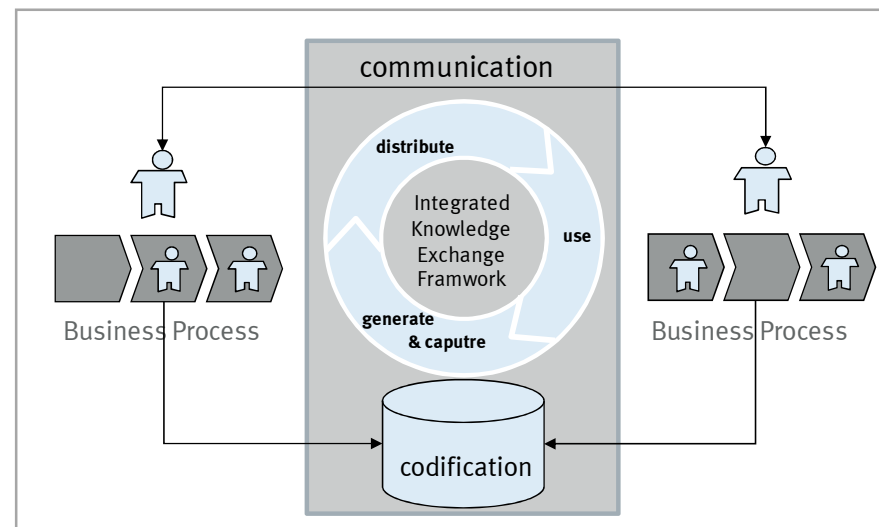 communication
distribute
Integrated
Knowledge
Exchange
Framwork
use
generate
& caputre
Business Process
Business Process
codification